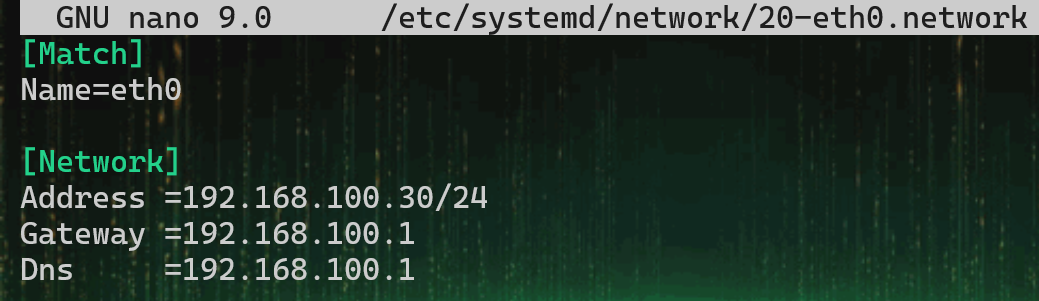 GNU nano 9.0 /etc/systemd/network/20-eth0.network
[Match]
Name=eth0
[Network]
Address =192.168.100.30/24
Gateway =192.168.100.1
Dns     =192.168.100.1